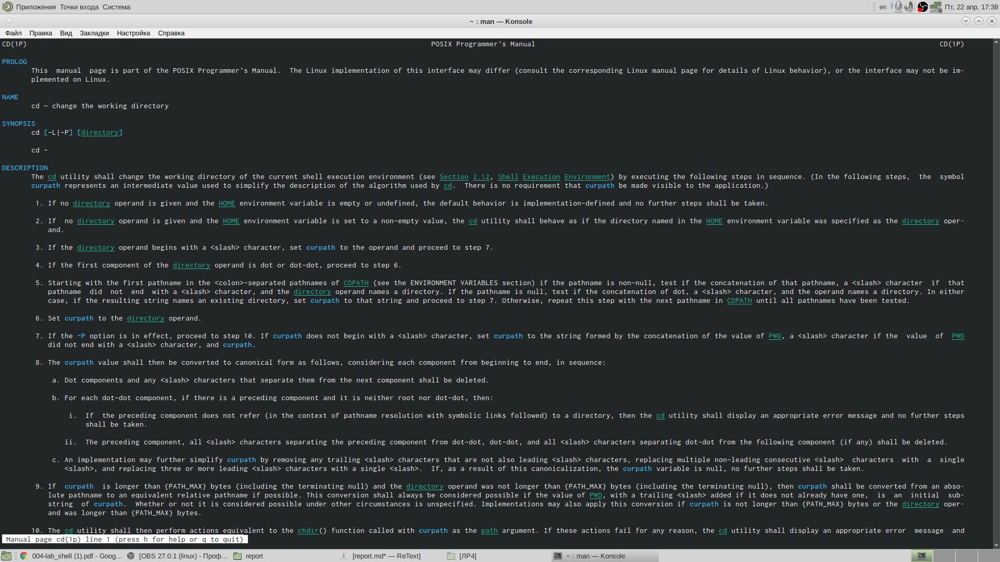 Приложения Точки входа Система en Пт, 22 апр, 17:38
~ : man — Konsole
Файл Правка Вид Закладки Настройка Справка
CD(1P) POSIX Programmer's Manual CD(1P)
PROLOG
This manual page is part of the POSIX Programmer's Manual. The Linux implementation of this interface may differ (consult the corresponding Linux manual page for details of Linux behavior), or the interface may not be im-
plemented on Linux.
NAME
cd - change the working directory
SYNOPSIS
cd [-L|-P] [directory]
cd -
DESCRIPTION
The cd utility shall change the working directory of the current shell execution environment (see Section 2.12, Shell Execution Environment) by executing the following steps in sequence. (In the following steps, the symbol
curpath represents an intermediate value used to simplify the description of the algorithm used by cd. There is no requirement that curpath be made visible to the application.)
1. If no directory operand is given and the HOME environment variable is empty or undefined, the default behavior is implementation-defined and no further steps shall be taken.
2. If no directory operand is given and the HOME environment variable is set to a non-empty value, the cd utility shall behave as if the directory named in the HOME environment variable was specified as the directory oper-
and.
3. If the directory operand begins with a <slash> character, set curpath to the operand and proceed to step 7.
4. If the first component of the directory operand is dot or dot-dot, proceed to step 6.
5. Starting with the first pathname in the <colon>-separated pathnames of CDPATH (see the ENVIRONMENT VARIABLES section) if the pathname is non-null, test if the concatenation of that pathname, a <slash> character if that
pathname did not end with a <slash> character, and the directory operand names a directory. If the pathname is null, test if the concatenation of dot, a <slash> character, and the operand names a directory. In either
case, if the resulting string names an existing directory, set curpath to that string and proceed to step 7. Otherwise, repeat this step with the next pathname in CDPATH until all pathnames have been tested.
6. Set curpath to the directory operand.
7. If the -P option is in effect, proceed to step 10. If curpath does not begin with a <slash> character, set curpath to the string formed by the concatenation of the value of PWD, a <slash> character if the value of PWD
did not end with a <slash> character, and curpath.
8. The curpath value shall then be converted to canonical form as follows, considering each component from beginning to end, in sequence:
a. Dot components and any <slash> characters that separate them from the next component shall be deleted.
b. For each dot-dot component, if there is a preceding component and it is neither root nor dot-dot, then:
i. If the preceding component does not refer (in the context of pathname resolution with symbolic links followed) to a directory, then the cd utility shall display an appropriate error message and no further steps
shall be taken.
ii. The preceding component, all <slash> characters separating the preceding component from dot-dot, dot-dot, and all <slash> characters separating dot-dot from the following component (if any) shall be deleted.
c. An implementation may further simplify curpath by removing any trailing <slash> characters that are not also leading <slash> characters, replacing multiple non-leading consecutive <slash> characters with a single
<slash>, and replacing three or more leading <slash> characters with a single <slash>. If, as a result of this canonicalization, the curpath variable is null, no further steps shall be taken.
9. If curpath is longer than {PATH_MAX} bytes (including the terminating null) and the directory operand was not longer than {PATH_MAX} bytes (including the terminating null), then curpath shall be converted from an abso-
lute pathname to an equivalent relative pathname if possible. This conversion shall always be considered possible if the value of PWD, with a trailing <slash> added if it does not already have one, is an initial sub-
string of curpath. Whether or not it is considered possible under other circumstances is unspecified. Implementations may also apply this conversion if curpath is not longer than {PATH_MAX} bytes or the directory oper-
and was longer than {PATH_MAX} bytes.
10. The cd utility shall then perform actions equivalent to the chdir() function called with curpath as the path argument. If these actions fail for any reason, the cd utility shall display an appropriate error message and
Manual page cd(1p) line 1 (press h for help or q to quit)
004-lab_shell (1).pdf - Goog... [OBS 27.0.1 (linux) - Проф... report [report.md* — ReText] [ЛР4] ~ : man — Konsole